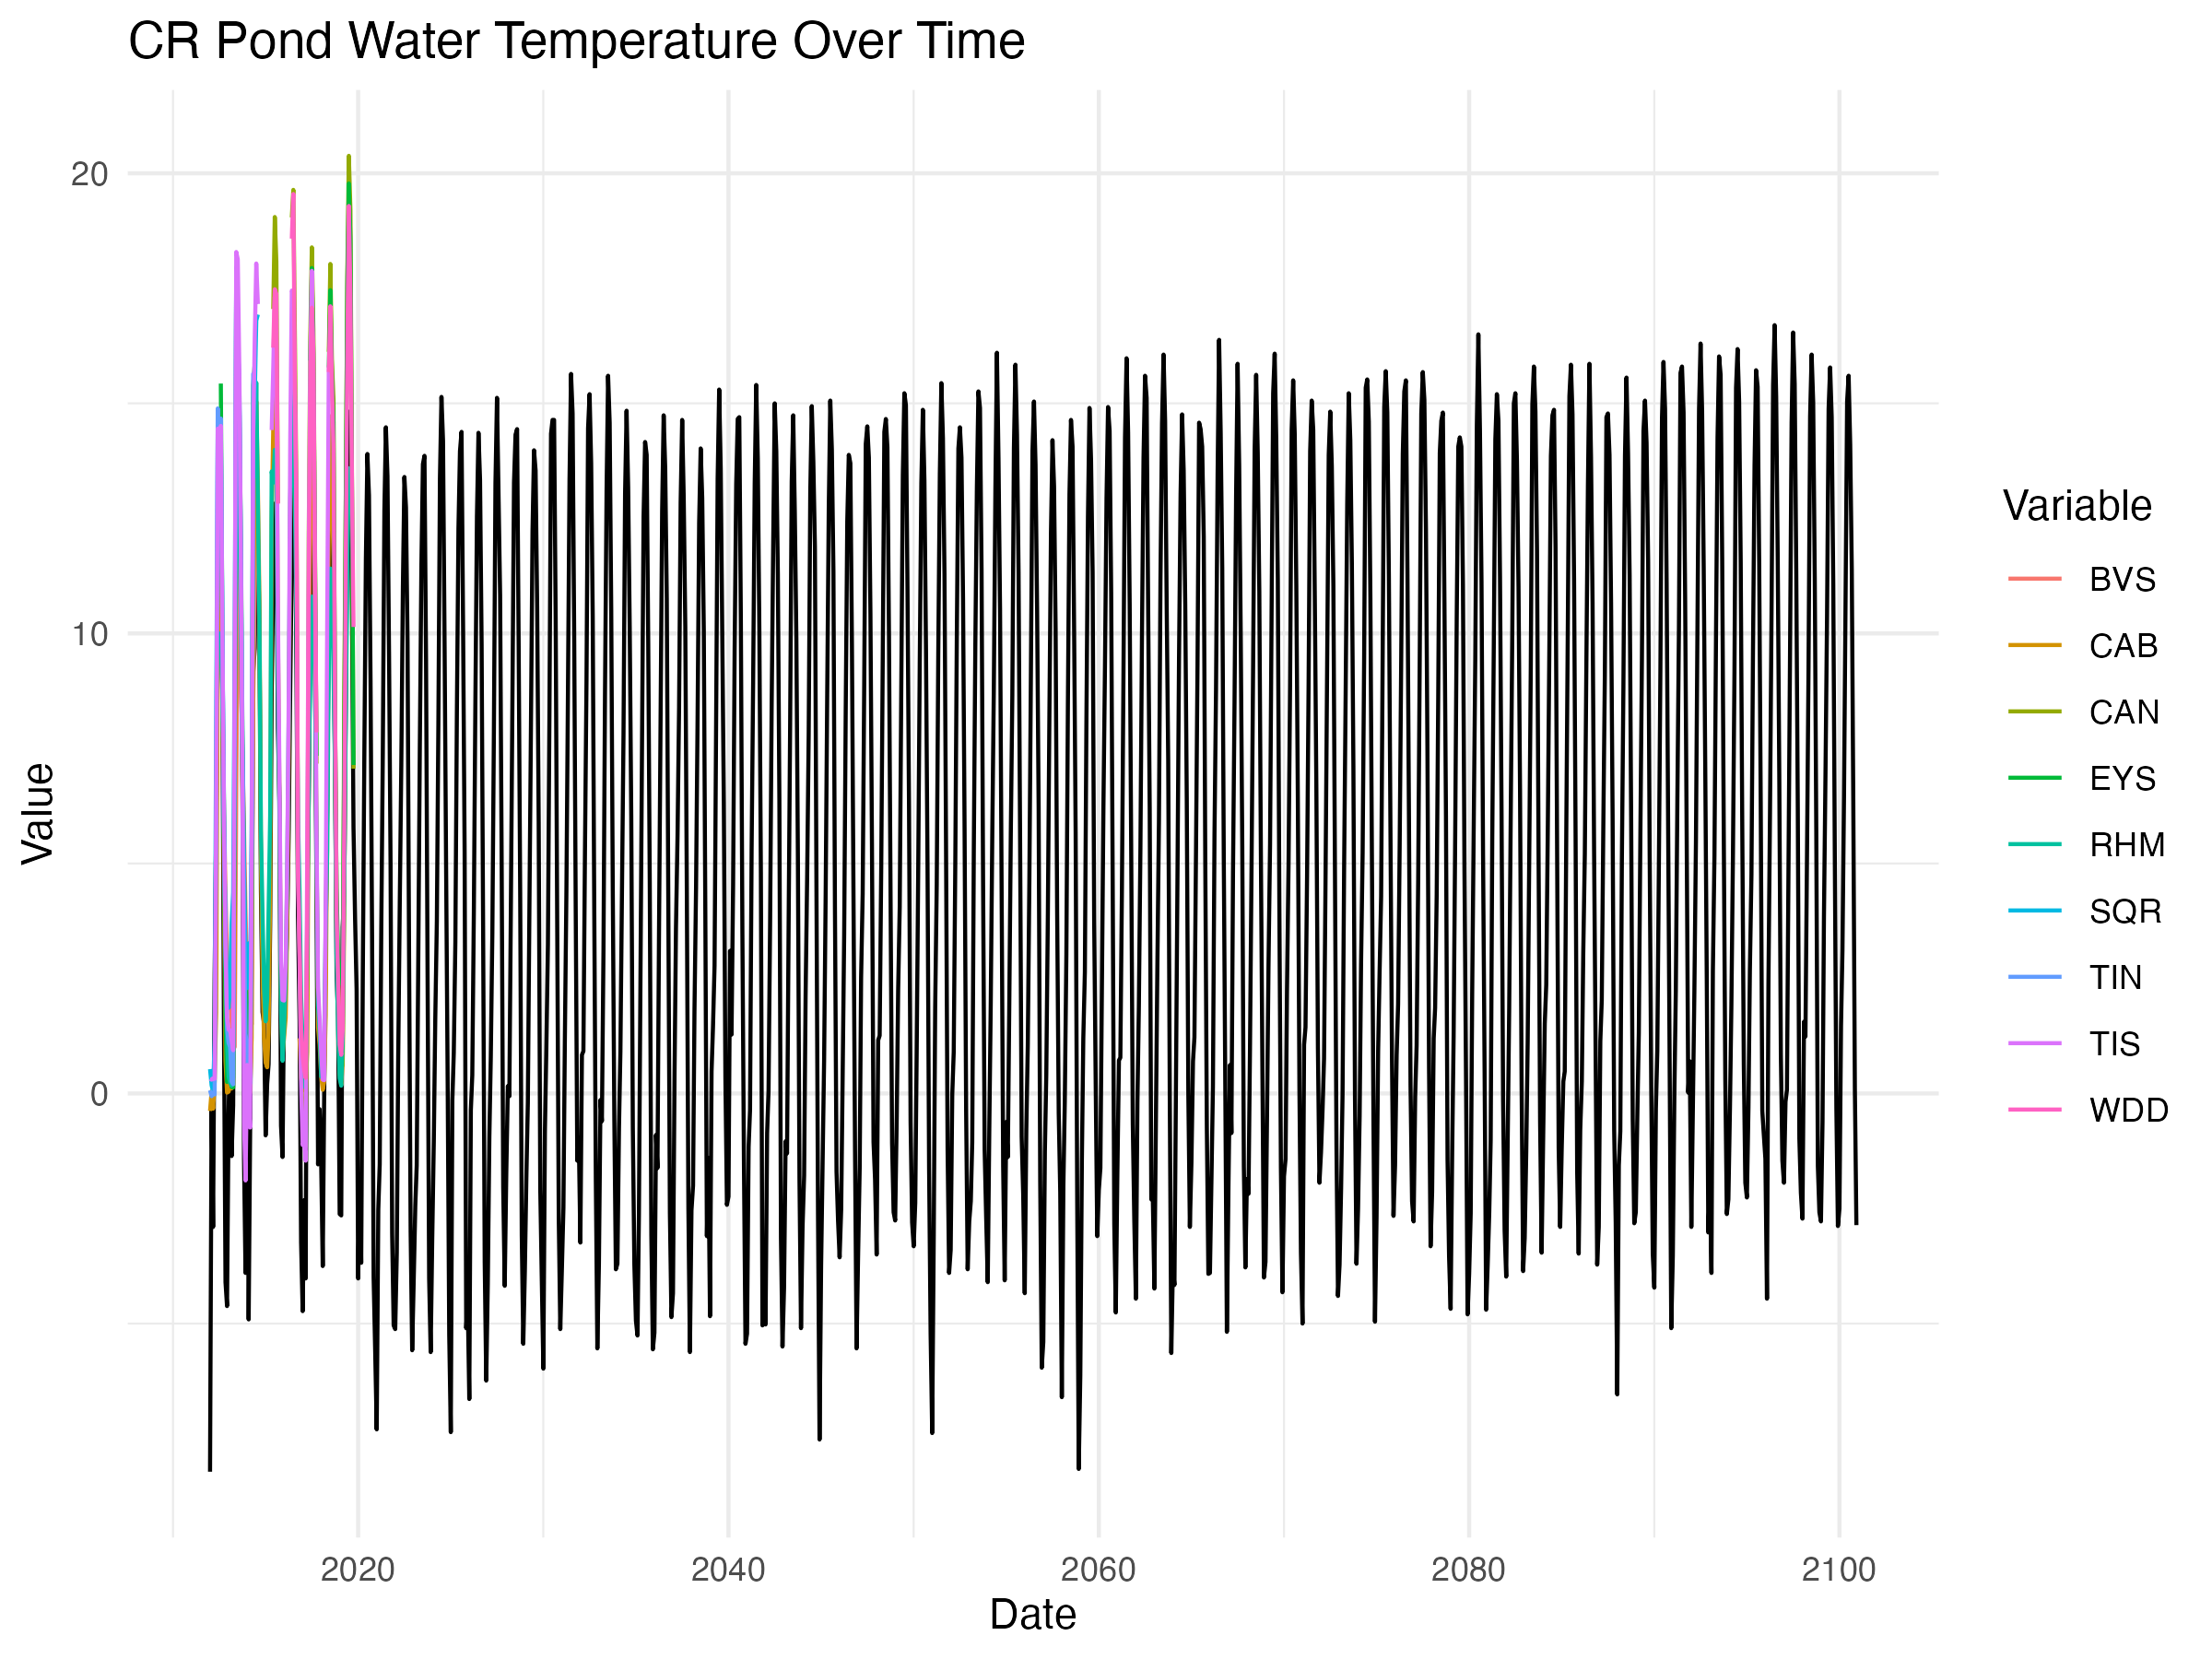 CR Pond Water Temperature Over Time
20
10
0
Value
2020
2040
2060
2080
2100
Date
Variable
BVS
CAB
CAN
EYS
RHM
SQR
TIN
TIS
WDD